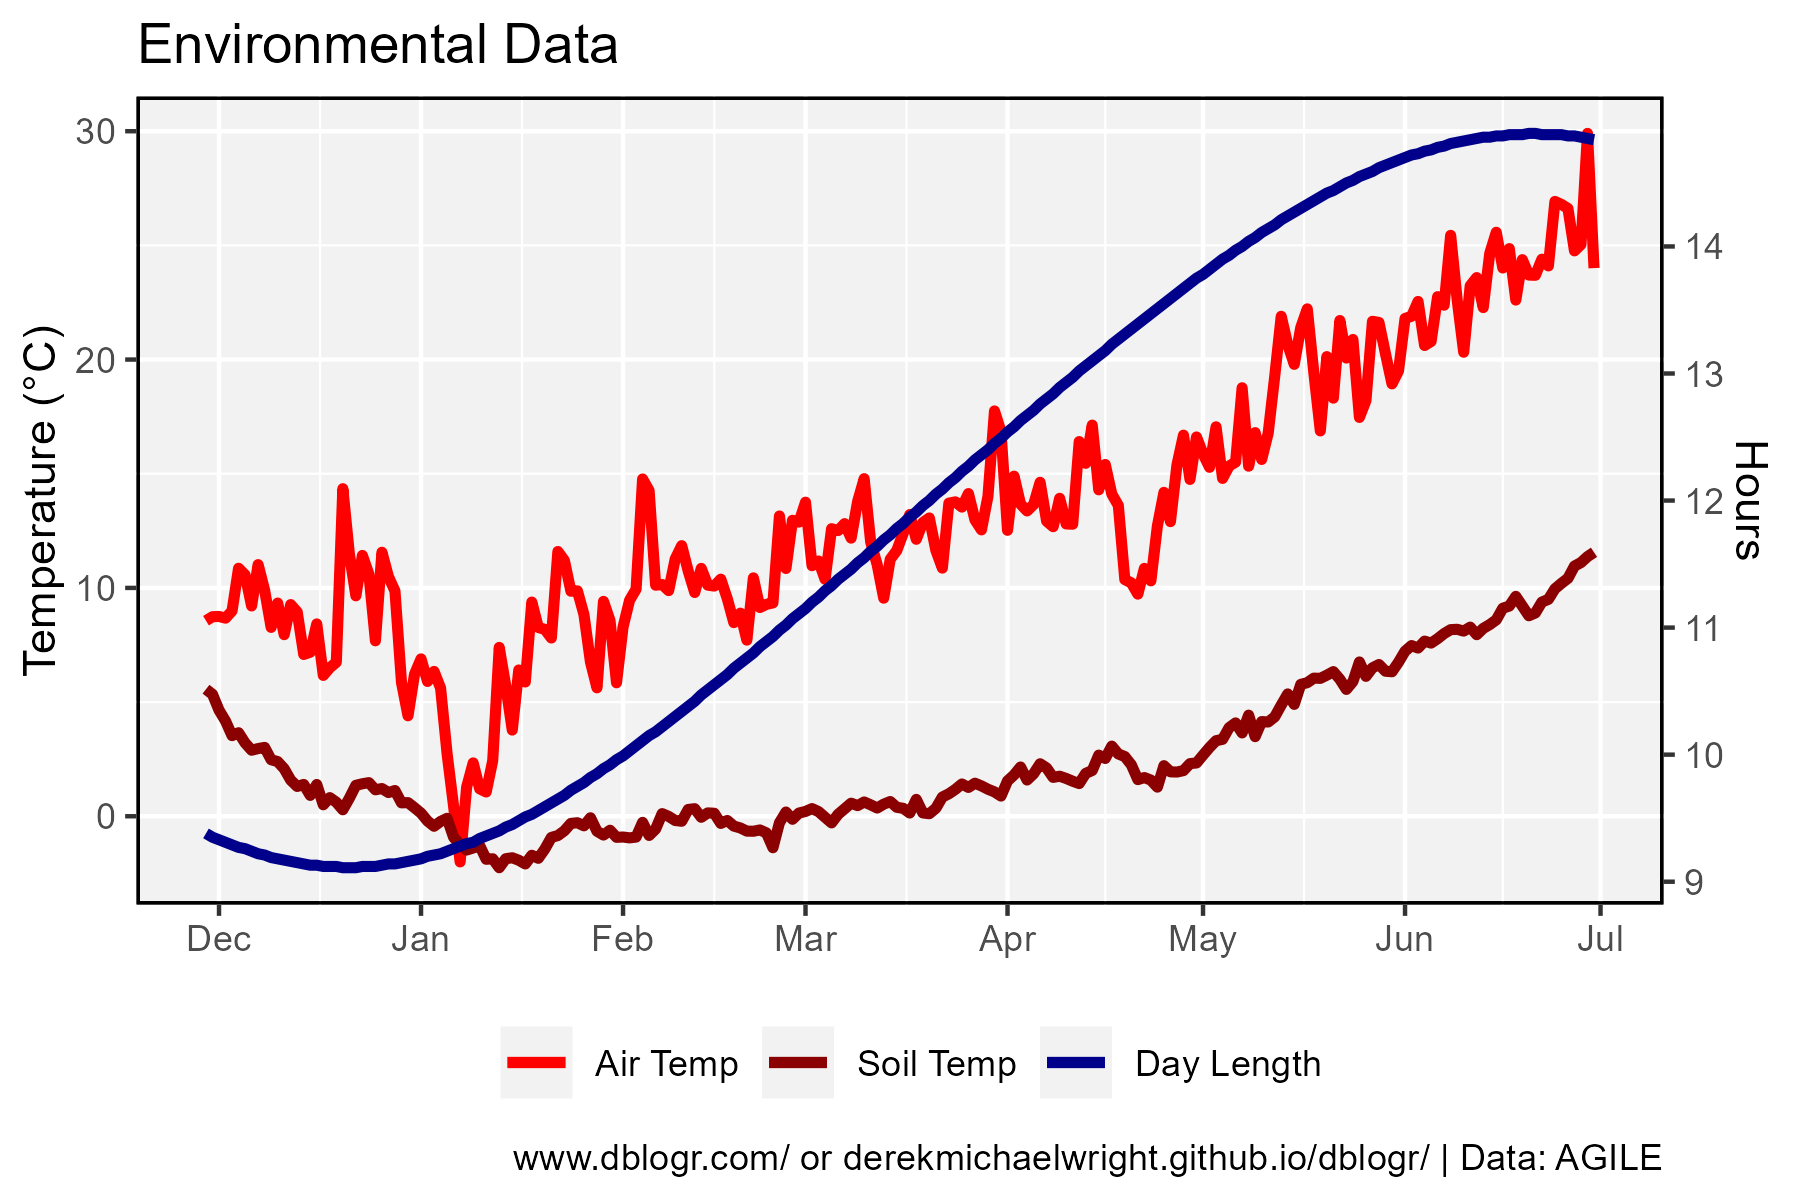 Environmental Data
Temperature (°C)
30
20
10
0
14
13
12
11
10
9
Hours
Dec Jan Feb Mar Apr May Jun Jul
Air Temp Soil Temp Day Length
www.dblogr.com/ or derekmichaelwright.github.io/dblogr/ | Data: AGILE